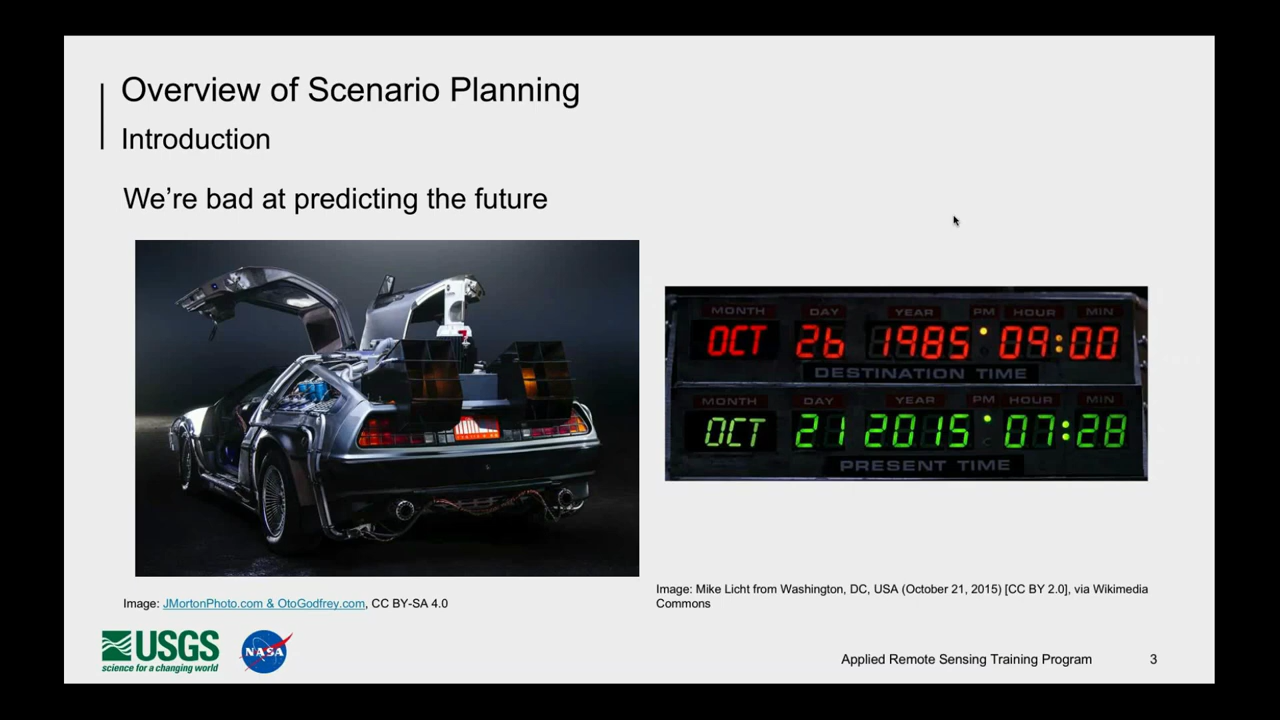 Overview of Scenario Planning
Introduction
We're bad at predicting the future
MONTH DAY YEAR PM HOUR MIN
OCT 26 1985 09:00
DESTINATION TIME
MONTH DAY YEAR PM HOUR MIN
OCT 21 2015 07:28
PRESENT TIME
Image: JMortonPhoto.com & OtoGodfrey.com, CC BY-SA 4.0
Image: Mike Licht from Washington, DC, USA (October 21, 2015) [CC BY 2.0], via Wikimedia
Commons
USGS
science for a changing world
NASA
Applied Remote Sensing Training Program 3